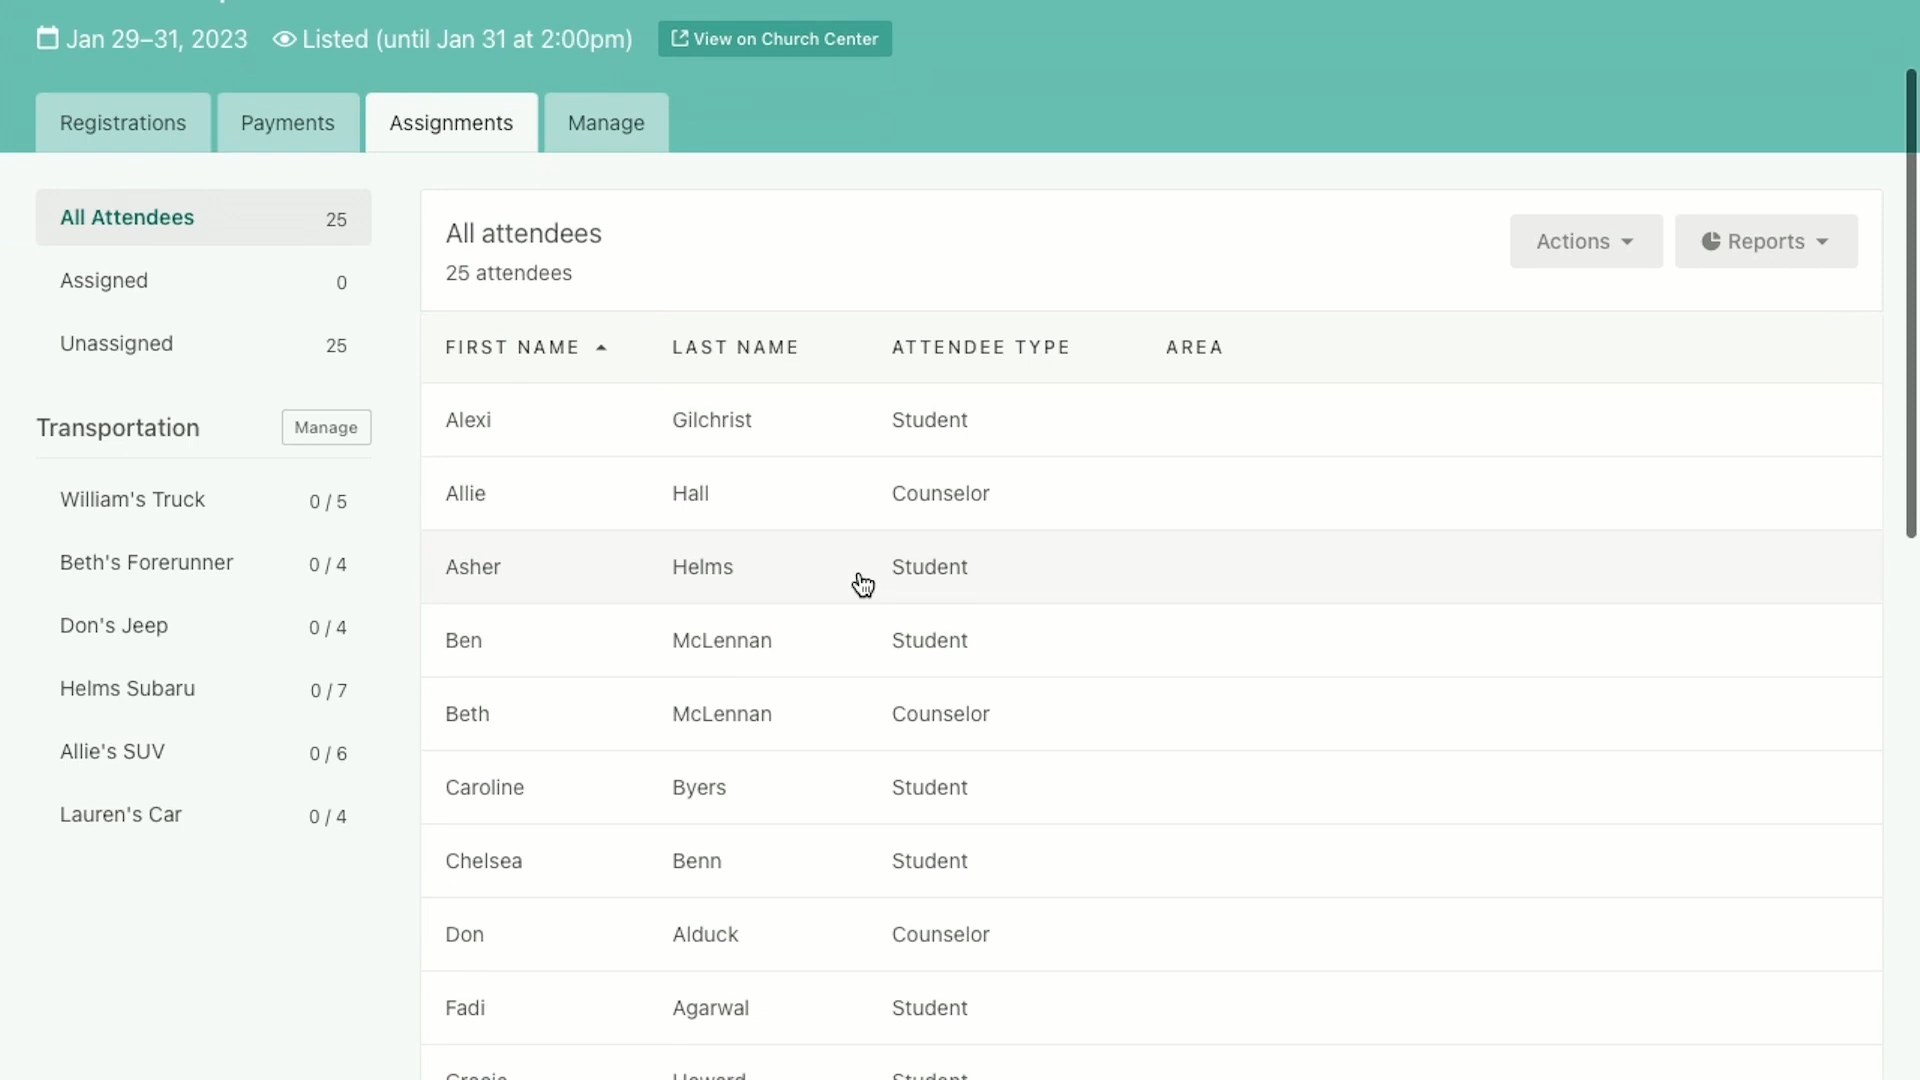 Jan 29–31, 2023 Listed (until Jan 31 at 2:00pm) View on Church Center
Registrations Payments Assignments Manage
All Attendees 25
Assigned 0
Unassigned 25
Transportation Manage
William's Truck 0 / 5
Beth's Forerunner 0 / 4
Don's Jeep 0 / 4
Helms Subaru 0 / 7
Allie's SUV 0 / 6
Lauren's Car 0 / 4
All attendees
25 attendees
Actions Reports
FIRST NAME LAST NAME ATTENDEE TYPE AREA
Alexi Gilchrist Student
Allie Hall Counselor
Asher Helms Student
Ben McLennan Student
Beth McLennan Counselor
Caroline Byers Student
Chelsea Benn Student
Don Alduck Counselor
Fadi Agarwal Student
Student